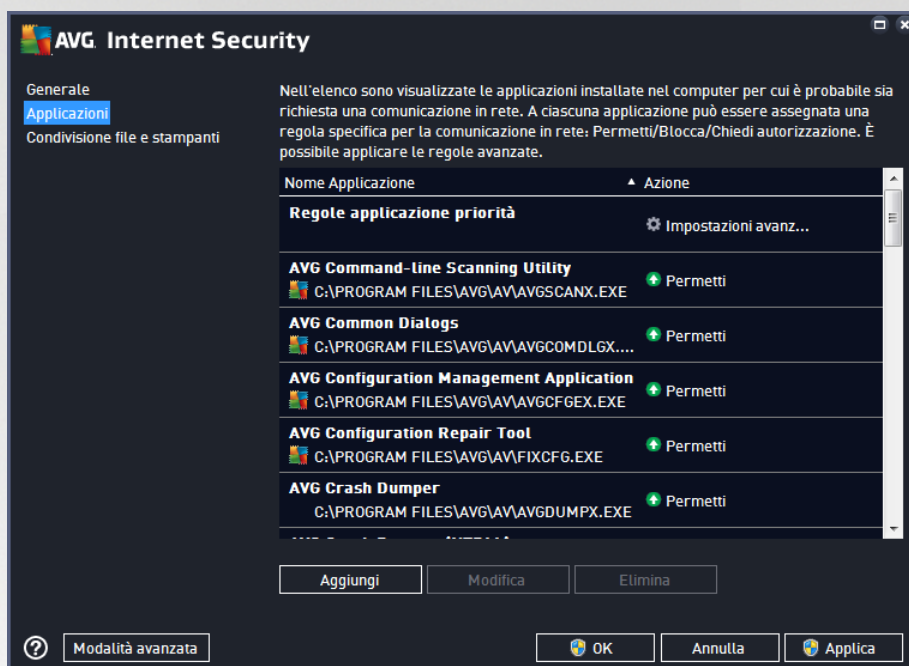 AVG Internet Security
Generale
Applicazioni
Condivisione file e stampanti
Nell'elenco sono visualizzate le applicazioni installate nel computer per cui è probabile sia
richiesta una comunicazione in rete. A ciascuna applicazione può essere assegnata una
regola specifica per la comunicazione in rete: Permetti/Blocca/Chiedi autorizzazione. È
possibile applicare le regole avanzate.
Nome Applicazione Azione
Regole applicazione priorità
Impostazioni avanz...
AVG Command-line Scanning Utility
C:\PROGRAM FILES\AVG\AV\AVGSCANX.EXE
Permetti
AVG Common Dialogs
C:\PROGRAM FILES\AVG\AV\AVGCOMDLGX....
Permetti
AVG Configuration Management Application
C:\PROGRAM FILES\AVG\AV\AVGCFGEX.EXE
Permetti
AVG Configuration Repair Tool
C:\PROGRAM FILES\AVG\AV\FIXCFG.EXE
Permetti
AVG Crash Dumper
C:\PROGRAM FILES\AVG\AV\AVGDUMPX.EXE
Permetti
Aggiungi Modifica Elimina
? Modalità avanzata OK Annulla Applica